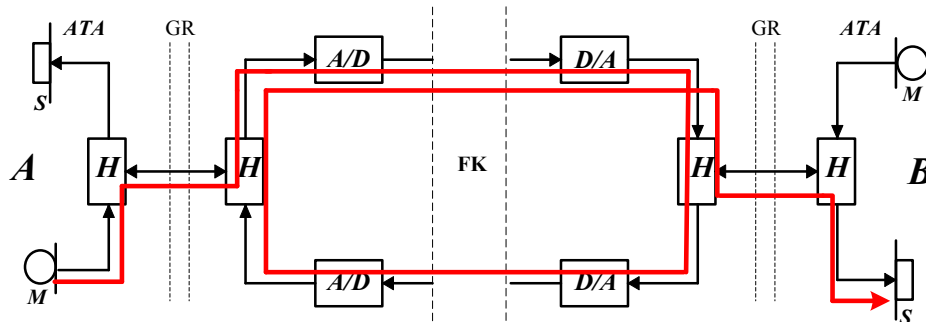 ATA GR GR ATA
A/D D/A
S M
A H H FK H H B
M A/D D/A S